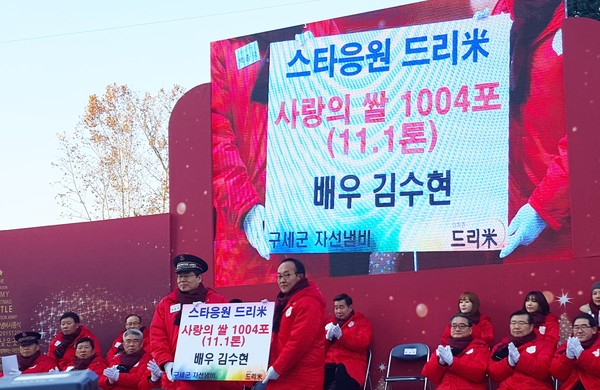 스타응원 드리米
사랑의 쌀 1004포
(11.1톤)
배우 김수현
구세군 자선냄비 드리米
스타응원 드리米
사랑의 쌀 1004포
(11.1톤)
배우 김수현
드리米